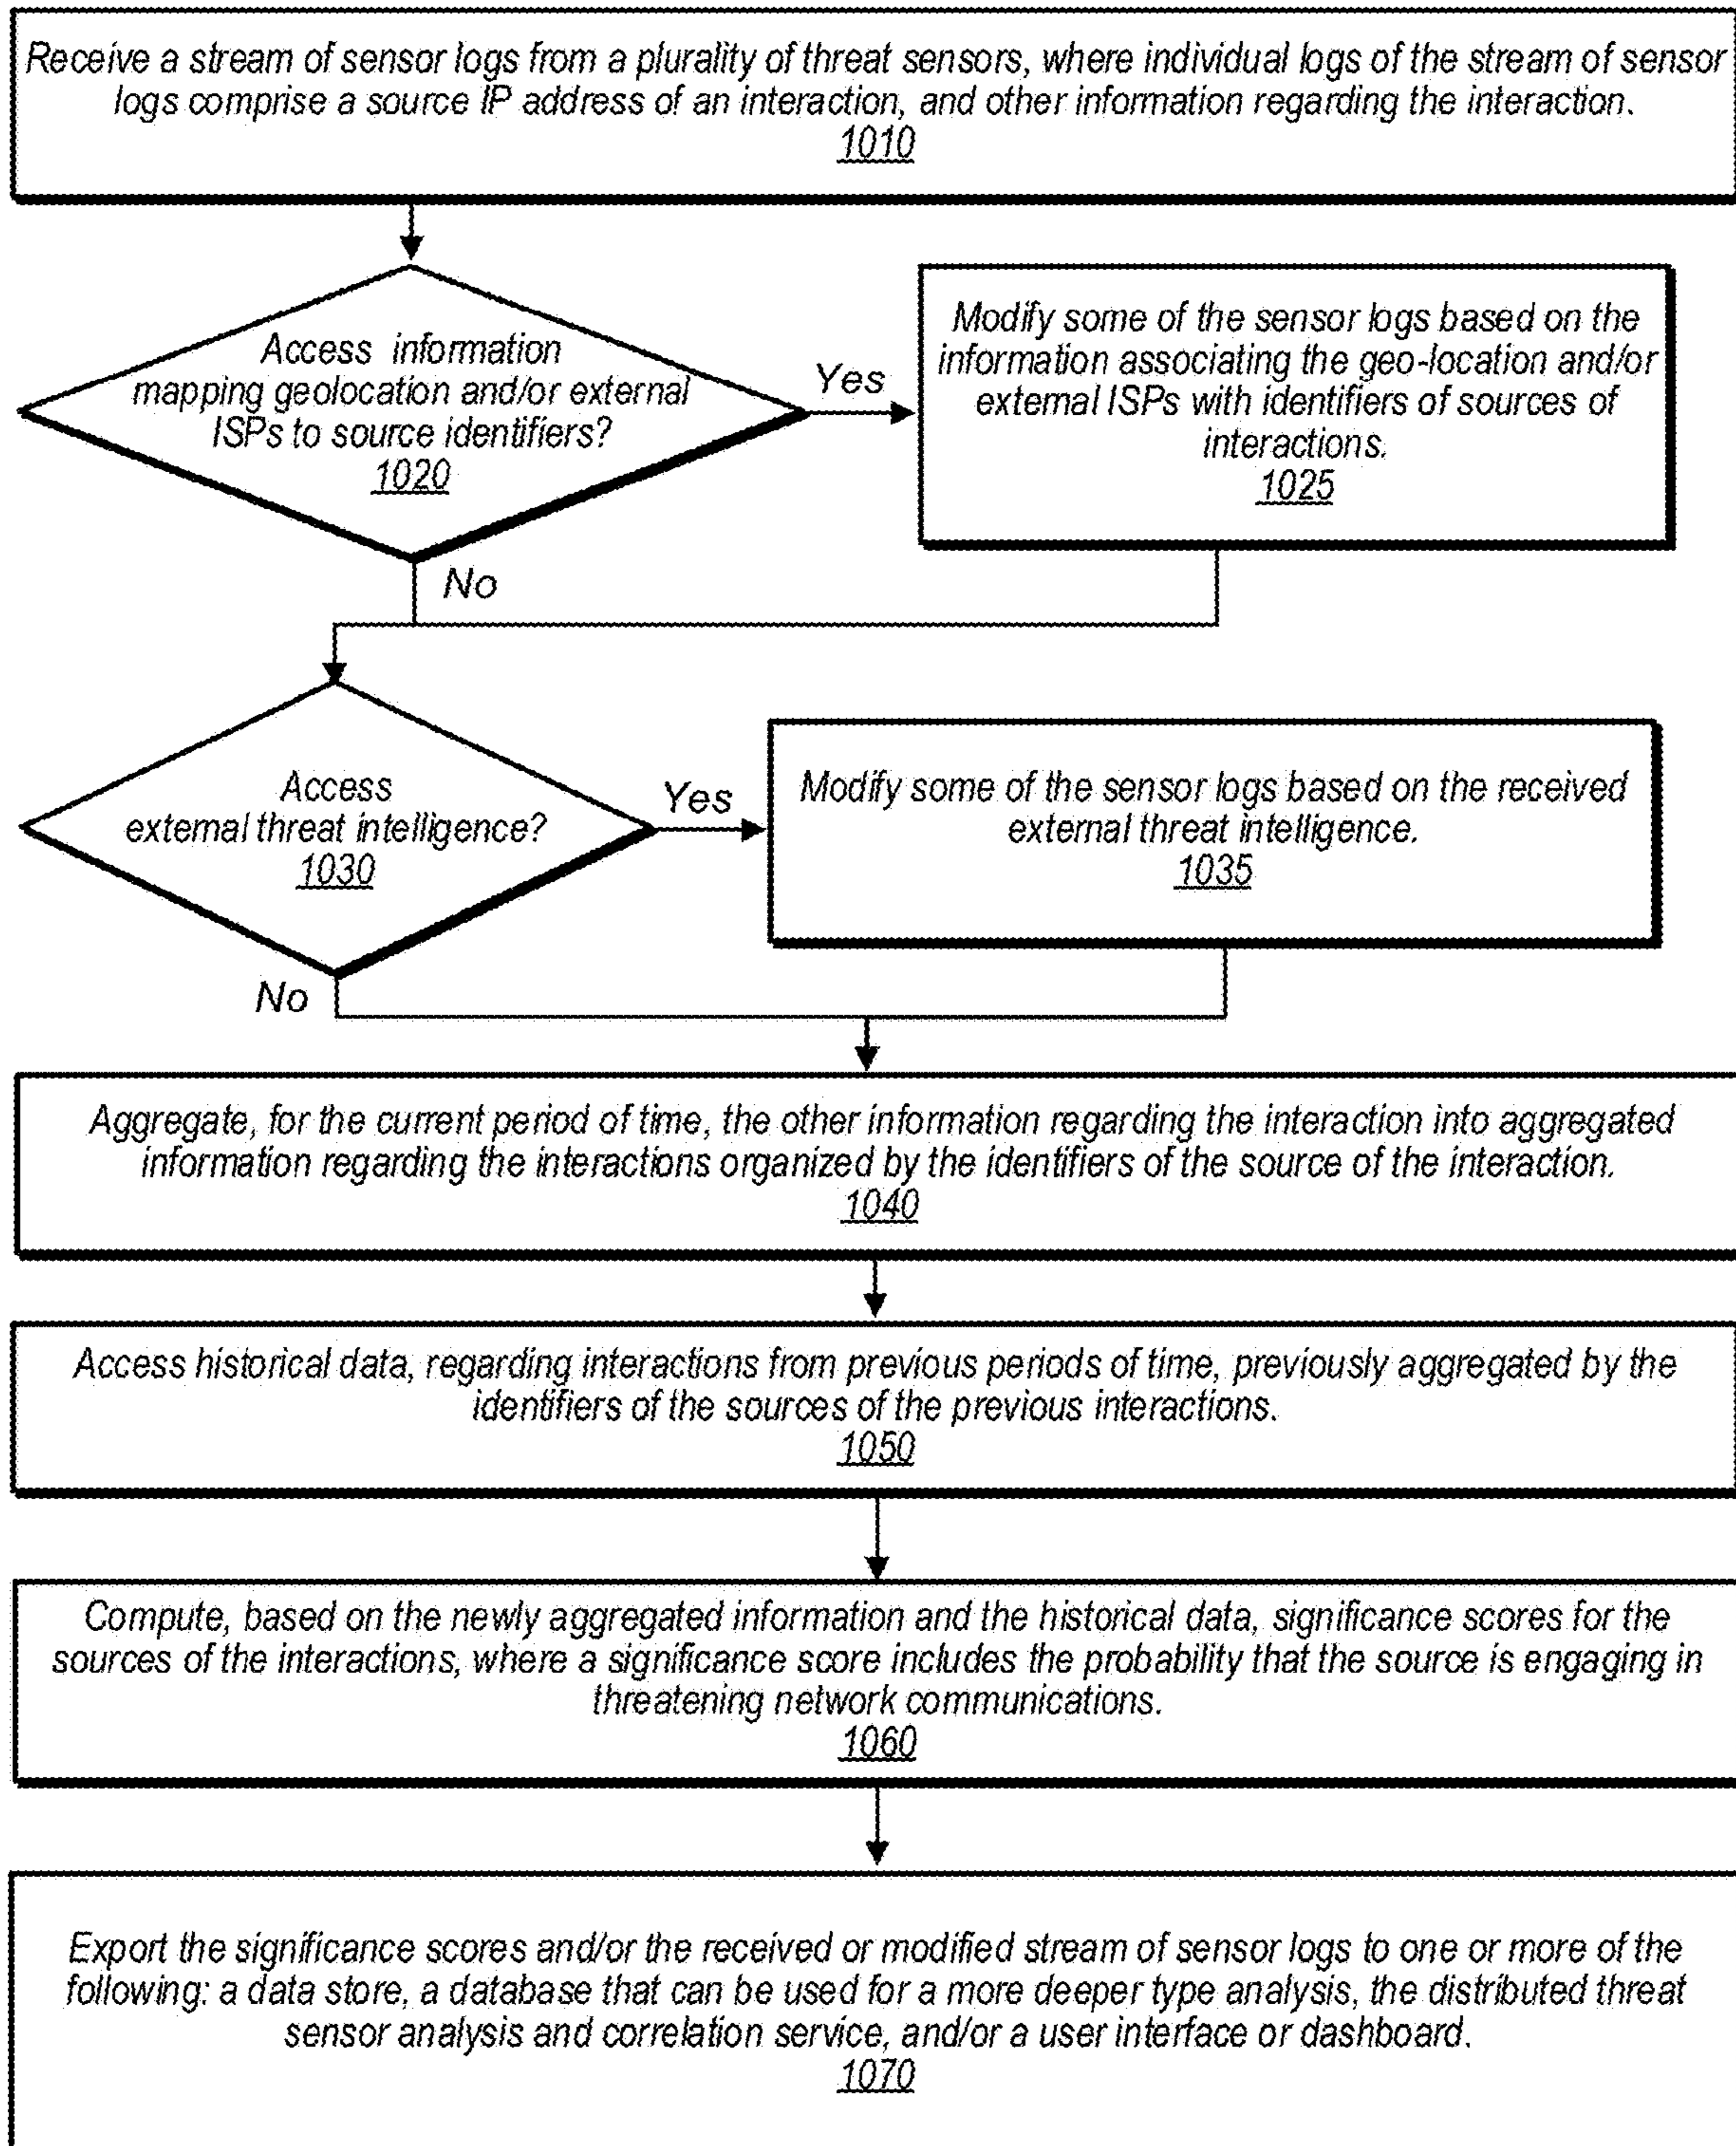 Receive a stream of sensor logs from a plurality of threat sensors, where individual logs of the stream of sensor
logs comprise a source IP address of an interaction, and other information regarding the interaction.
1010
Access information
mapping geolocation and/or external
ISPs to source identifiers?
1020
Yes
Modify some of the sensor logs based on the
information associating the geo-location and/or
external ISPs with identifiers of sources of
interactions.
1025
No
Access
external threat intelligence?
1030
Yes
Modify some of the sensor logs based on the received
external threat intelligence.
1035
No
Aggregate, for the current period of time, the other information regarding the interaction into aggregated
information regarding the interactions organized by the identifiers of the source of the interaction.
1040
Access historical data, regarding interactions from previous periods of time, previously aggregated by the
identifiers of the sources of the previous interactions.
1050
Compute, based on the newly aggregated information and the historical data, significance scores for the
sources of the interactions, where a significance score includes the probability that the source is engaging in
threatening network communications.
1060
Export the significance scores and/or the received or modified stream of sensor logs to one or more of the
following: a data store, a database that can be used for a more deeper type analysis, the distributed threat
sensor analysis and correlation service, and/or a user interface or dashboard.
1070